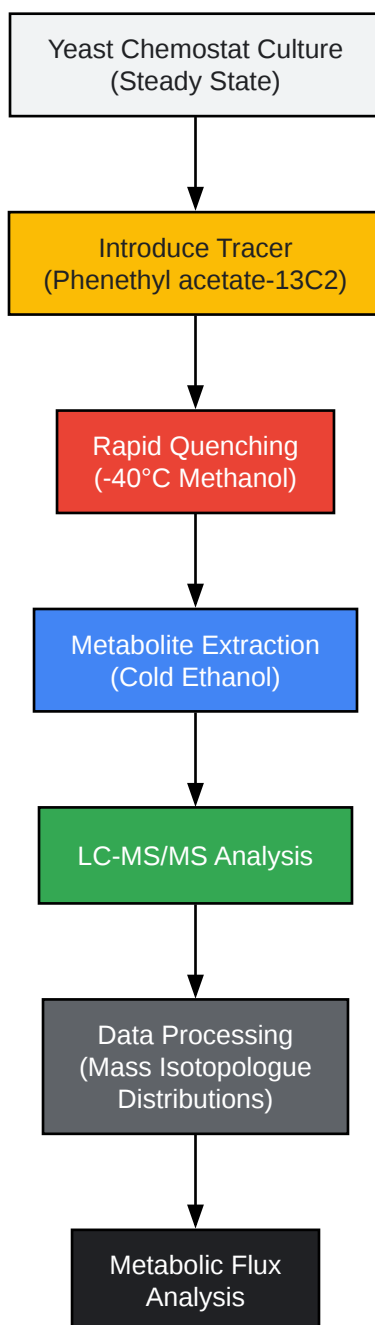 Yeast Chemostat Culture
(Steady State)
Introduce Tracer
(Phenethyl acetate-13C2)
Rapid Quenching
(-40°C Methanol)
Metabolite Extraction
(Cold Ethanol)
LC-MS/MS Analysis
Data Processing
(Mass Isotopologue
Distributions)
Metabolic Flux
Analysis